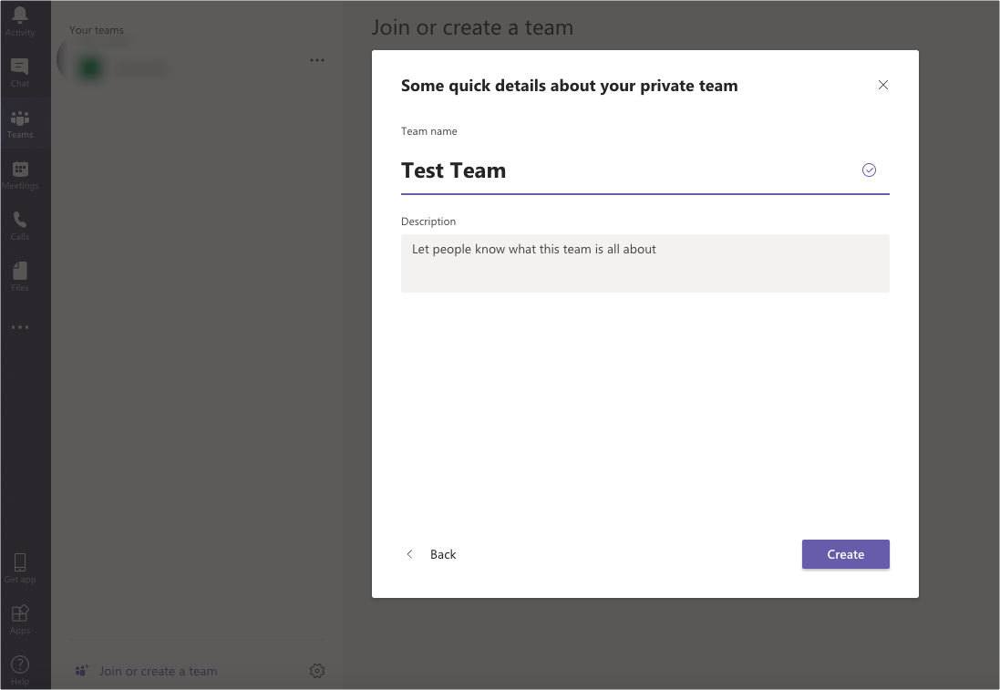 Activity
Chat
Teams
Meetings
Calls
Files
Get app
Apps
Help
Your teams
Join or create a team
Join or create a team
Some quick details about your private team
Team name
Test Team
Description
Let people know what this team is all about
Back
Create